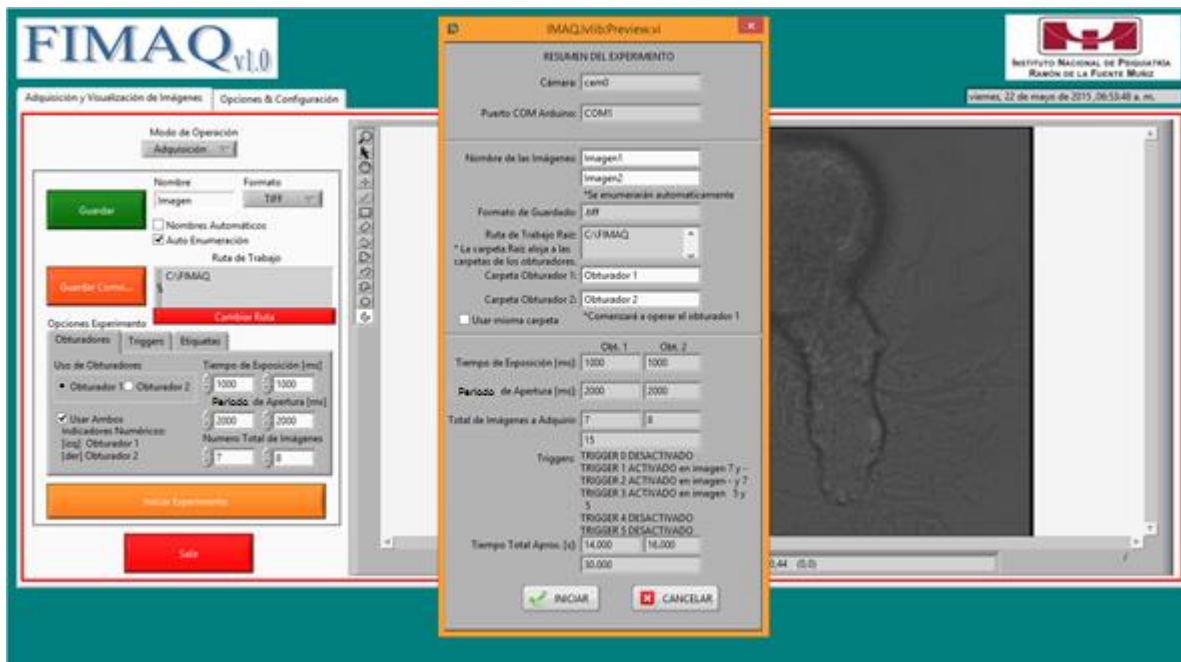 FIMAQ v1.0
INSTITUTO NACIONAL DE PSIQUIATRÍA
RAMÓN DE LA FUENTE MUÑIZ
viernes, 22 de mayo de 2015 ,06:53:48 a. m.
Adquisición y Visualización de Imágenes
Opciones & Configuración
Modo de Operación
Adquisición
Guardar
Nombre
Formato
Imagen
TIFF
Nombres Automáticos
Auto Enumeración
Ruta de Trabajo
C:\FIMAQ
Guardar Como...
Cambiar Ruta
Opciones Experimento
Obturadores
Triggers
Etiquetas
Uso de Obturadores
Tiempo de Exposición [ms]
Obturador 1
Obturador 2
1000
1000
Periodo de Apertura [ms]
Usar Ambos
2000
2000
Indicadores Numéricos:
[izq] Obturador 1
[der] Obturador 2
Numero Total de Imágenes
7
8
Iniciar Experimento
Salir
IMAQ.lvlib:Preview.vi
RESUMEN DEL EXPERIMENTO
Cámara: cam0
Puerto COM Arduino: COM1
Nombre de las Imágenes: Imagen1
Imagen2
*Se enumerarán automaticamente
Formato de Guardado: .tiff
Ruta de Trabajo Raiz: C:\FIMAQ
* La carpeta Raiz aloja a las
carpetas de los obturadores.
Carpeta Obturador 1: Obturador 1
Carpeta Obturador 2: Obturador 2
Usar misma carpeta
*Comenzará a operar el obturador 1
Obt. 1 Obt. 2
Tiempo de Exposición [ms]: 1000 1000
Periodo de Apertura [ms]: 2000 2000
Total de Imágenes a Adquirir: 7 8
15
Triggers: TRIGGER 0 DESACTIVADO
TRIGGER 1 ACTIVADO en imagen 7 y -
TRIGGER 2 ACTIVADO en imagen - y 7
TRIGGER 3 ACTIVADO en imagen 5 y
5
TRIGGER 4 DESACTIVADO
TRIGGER 5 DESACTIVADO
Tiempo Total Aprox. [s]: 14.000 16.000
30.000
INICIAR
CANCELAR
0,44 (0,0)